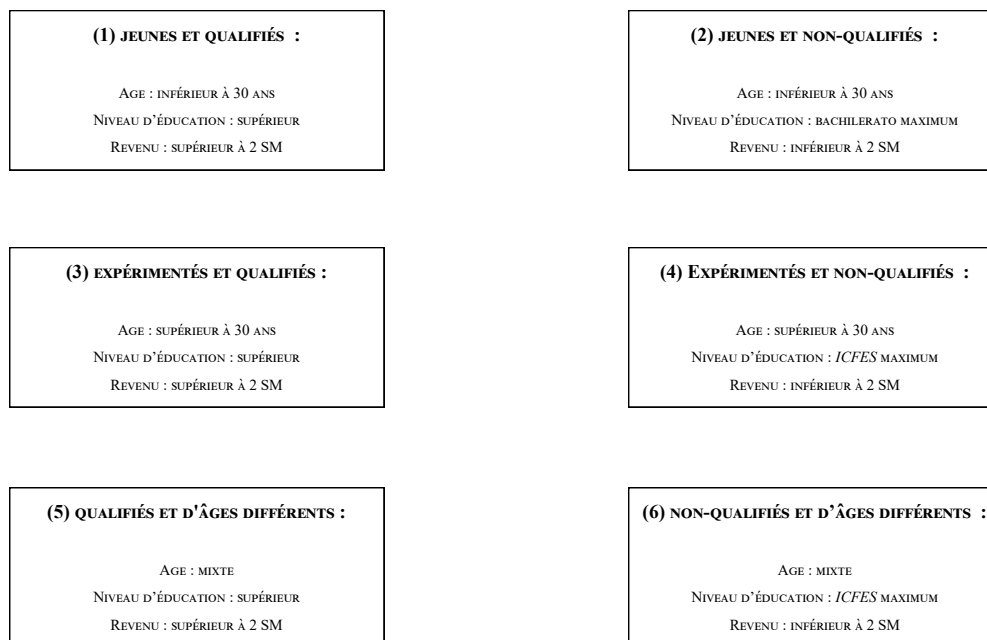 (1) JEUNES ET QUALIFIÉS :
AGE : INFÉRIEUR À 30 ANS
NIVEAU D'ÉDUCATION : SUPÉRIEUR
REVENU : SUPÉRIEUR À 2 SM
(2) JEUNES ET NON-QUALIFIÉS :
AGE : INFÉRIEUR À 30 ANS
NIVEAU D'ÉDUCATION : BACHILERATO MAXIMUM
REVENU : INFÉRIEUR À 2 SM
(3) EXPÉRIMENTÉS ET QUALIFIÉS :
AGE : SUPÉRIEUR À 30 ANS
NIVEAU D'ÉDUCATION : SUPÉRIEUR
REVENU : SUPÉRIEUR À 2 SM
(4) EXPÉRIMENTÉS ET NON-QUALIFIÉS :
AGE : SUPÉRIEUR À 30 ANS
NIVEAU D'ÉDUCATION : ICFES MAXIMUM
REVENU : INFÉRIEUR À 2 SM
(5) QUALIFIÉS ET D'ÂGES DIFFÉRENTS :
AGE : MIXTE
NIVEAU D'ÉDUCATION : SUPÉRIEUR
REVENU : SUPÉRIEUR À 2 SM
(6) NON-QUALIFIÉS ET D'ÂGES DIFFÉRENTS :
AGE : MIXTE
NIVEAU D'ÉDUCATION : ICFES MAXIMUM
REVENU : INFÉRIEUR À 2 SM